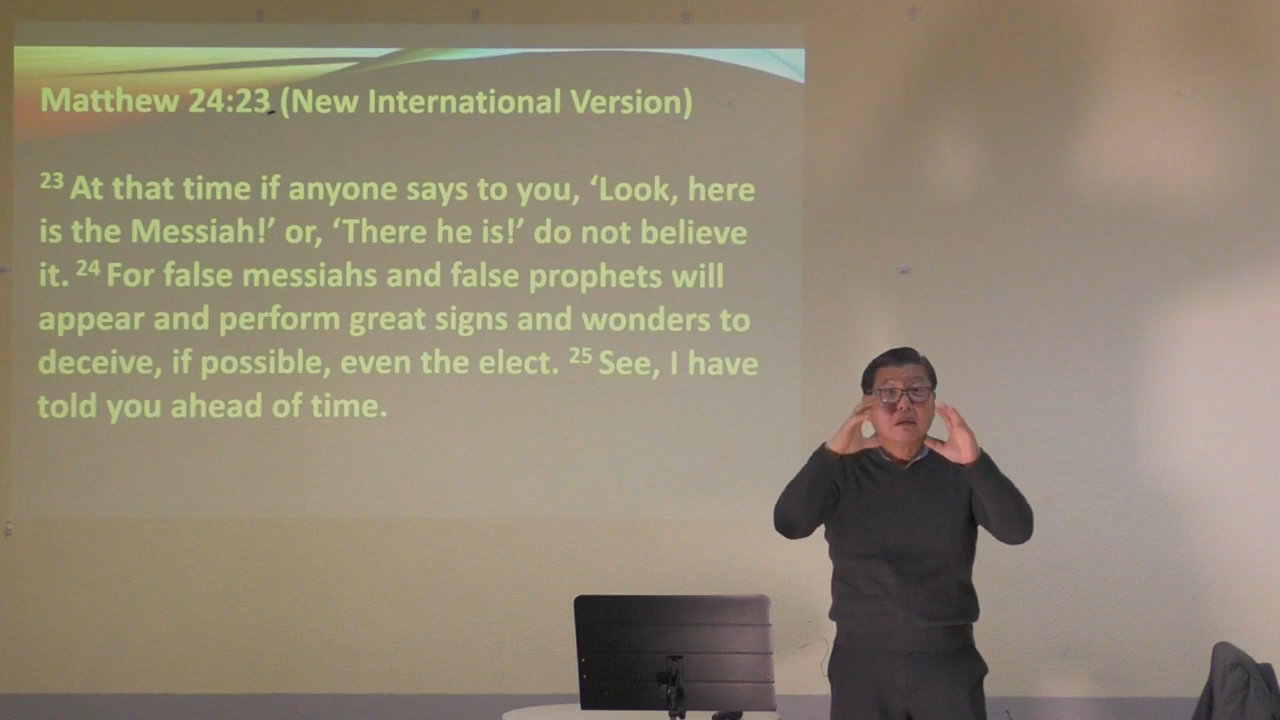 Matthew 24:23 (New International Version)
23 At that time if anyone says to you, ‘Look, here
is the Messiah!’ or, ‘There he is!’ do not believe
it. 24 For false messiahs and false prophets will
appear and perform great signs and wonders to
deceive, if possible, even the elect. 25 See, I have
told you ahead of time.